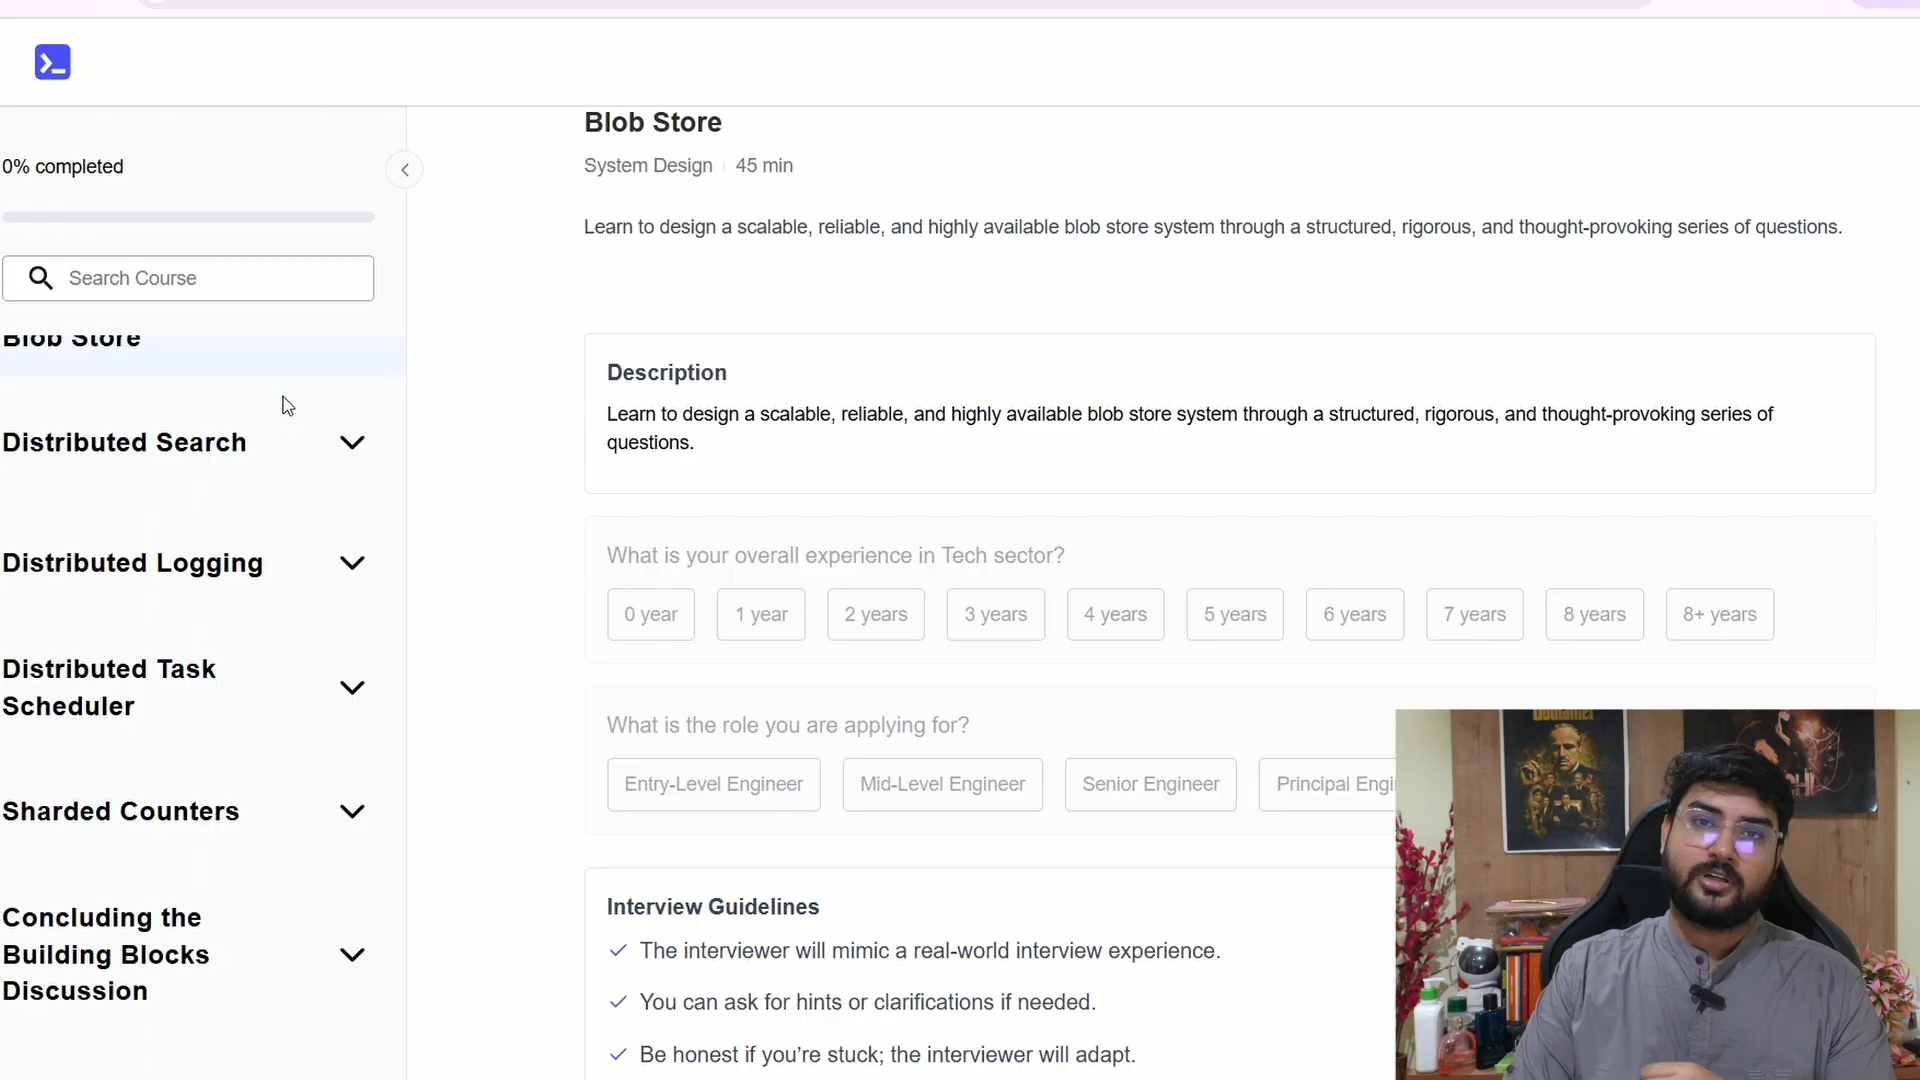 0% completed
Search Course
Blob Store
Distributed Search
Distributed Logging
Distributed Task
Scheduler
Sharded Counters
Concluding the
Building Blocks
Discussion
Blob Store
System Design
45 min
Learn to design a scalable, reliable, and highly available blob store system through a structured, rigorous, and thought-provoking series of questions.
Description
Learn to design a scalable, reliable, and highly available blob store system through a structured, rigorous, and thought-provoking series of
questions.
What is your overall experience in Tech sector?
0 year
1 year
2 years
3 years
4 years
5 years
6 years
7 years
8 years
8+ years
What is the role you are applying for?
Entry-Level Engineer
Mid-Level Engineer
Senior Engineer
Principal Engi
Interview Guidelines
The interviewer will mimic a real-world interview experience.
You can ask for hints or clarifications if needed.
Be honest if you’re stuck; the interviewer will adapt.